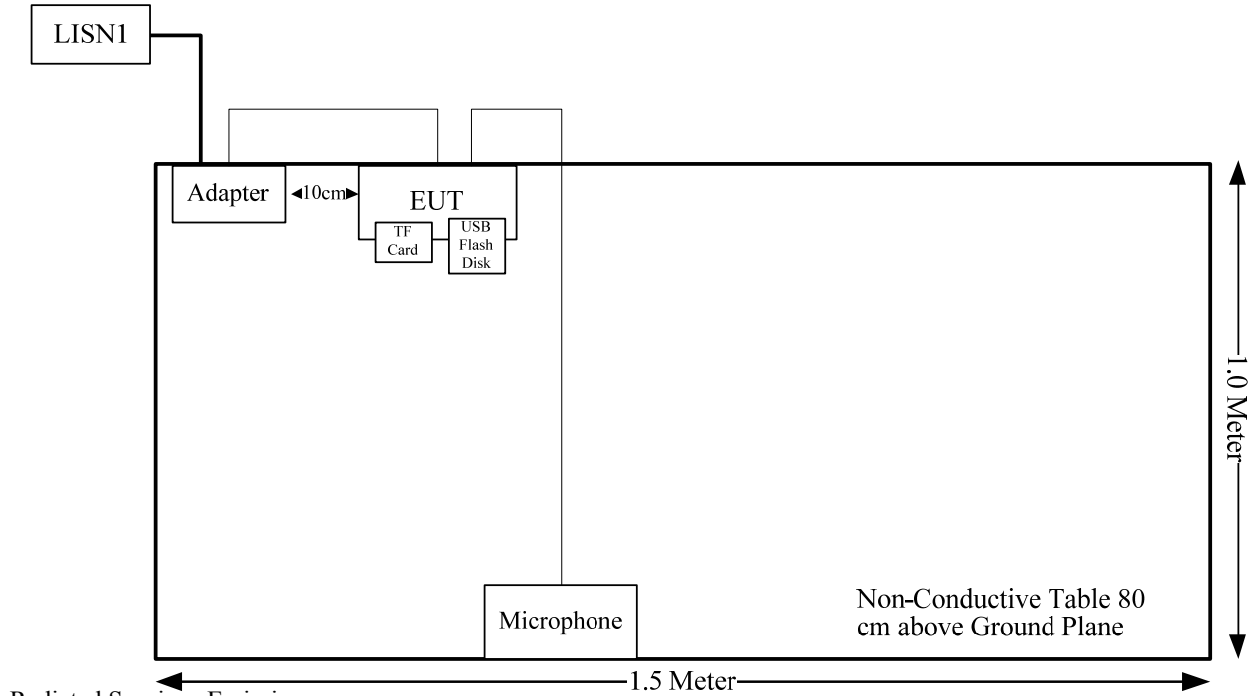 LISN1
Adapter
10cm
EUT
TF
Card
USB
Flash
Disk
1.0 Meter
Microphone
Non-Conductive Table 80
cm above Ground Plane
1.5 Meter